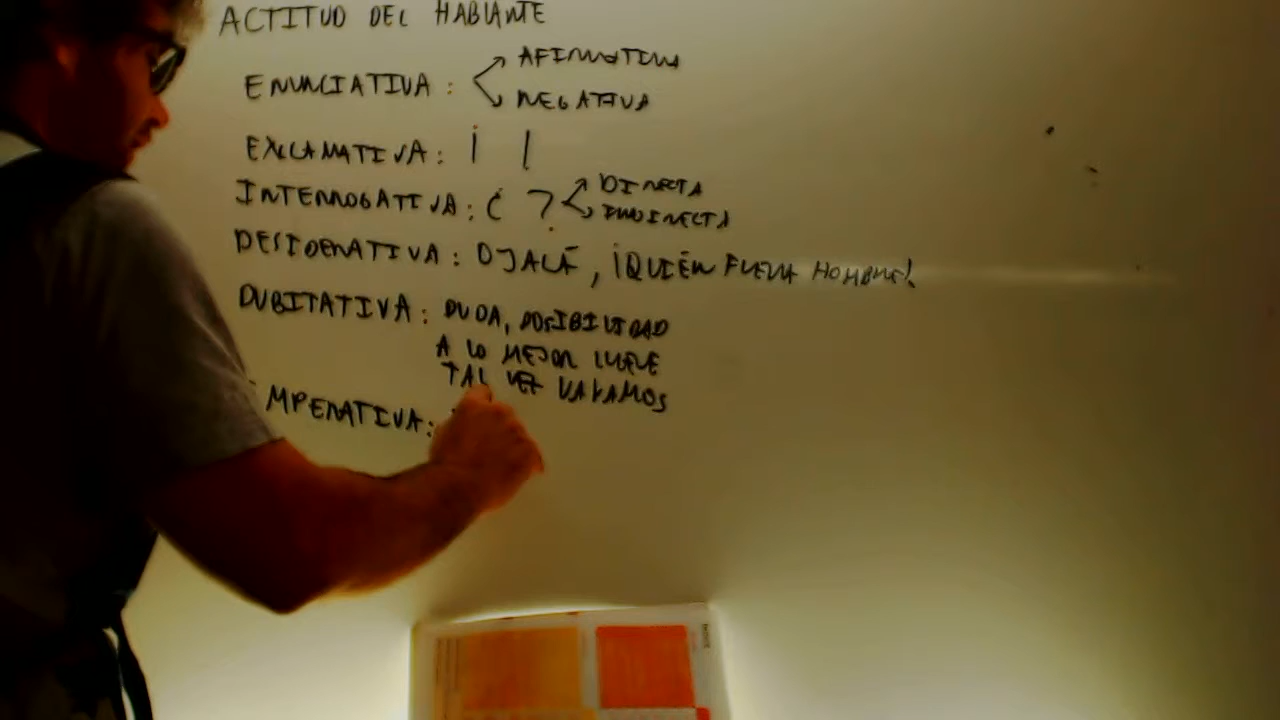 ACTITUD DEL HABLANTE
ENUNCIATIVA: AFIRMATIVA
NEGATIVA
EXCLAMATIVA: ¡ !
INTERROGATIVA: ¿ ? DIRECTA
INDIRECTA
DESIDERATIVA: OJALÁ, ¡QUIÉN FUERA HOMBRE!
DUBITATIVA: DUDA, POSIBILIDAD
A LO MEJOR LLUEVE
TAL VEZ VAYAMOS
IMPERATIVA: